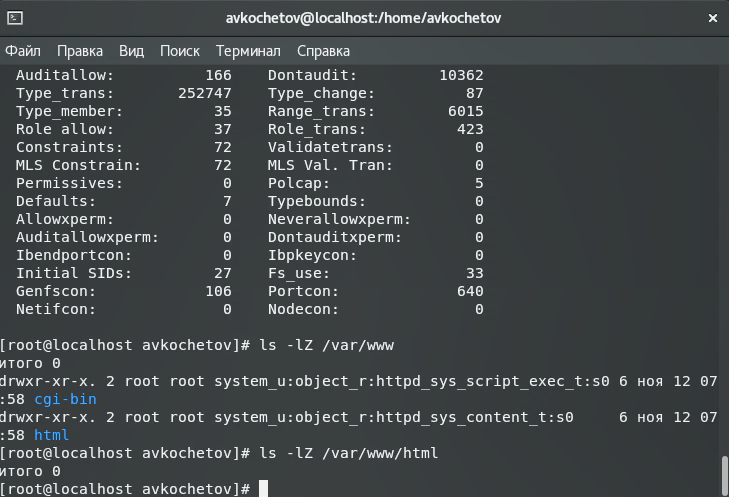 avkochetov@localhost:/home/avkochetov
Файл Правка Вид Поиск Терминал Справка
Auditallow: 166 Dontaudit: 10362
Type_trans: 252747 Type_change: 87
Type_member: 35 Range_trans: 6015
Role allow: 37 Role_trans: 423
Constraints: 72 Validatetrans: 0
MLS Constrain: 72 MLS Val. Tran: 0
Permissives: 0 Polcap: 5
Defaults: 7 Typebounds: 0
Allowxperm: 0 Neverallowxperm: 0
Auditallowxperm: 0 Dontauditxperm: 0
Ibendportcon: 0 Ibpkeycon: 0
Initial SIDs: 27 Fs_use: 33
Genfscon: 106 Portcon: 640
Netifcon: 0 Nodecon: 0
[root@localhost avkochetov]# ls -lZ /var/www
итого 0
drwxr-xr-x. 2 root root system_u:object_r:httpd_sys_script_exec_t:s0 6 ноя 12 07
:58 cgi-bin
drwxr-xr-x. 2 root root system_u:object_r:httpd_sys_content_t:s0 6 ноя 12 07
:58 html
[root@localhost avkochetov]# ls -lZ /var/www/html
итого 0
[root@localhost avkochetov]#